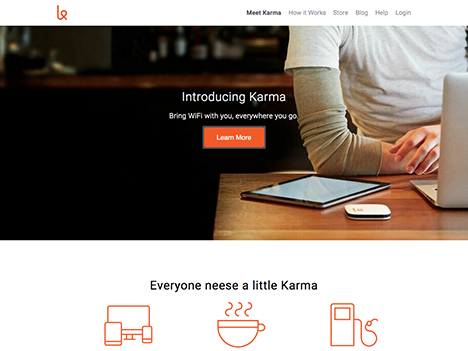 Meet Karma How it Works Store Blog Help Login
Introducing Karma
Bring WiFi with you, everywhere you go.
Learn More
Everyone neese a little Karma